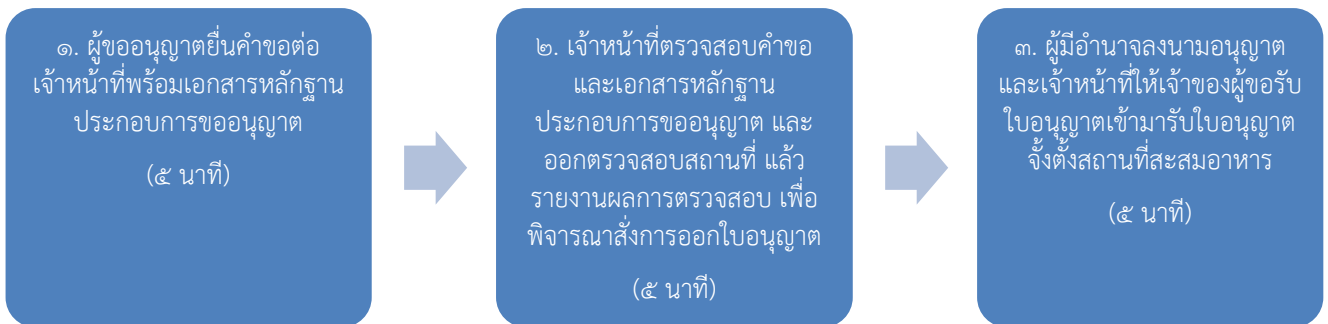 ๑. ผู้ขออนุญาตยื่นคำขอต่อ
เจ้าหน้าที่พร้อมเอกสารหลักฐาน
ประกอบการขออนุญาต
(๕ นาที)
๒. เจ้าหน้าที่ตรวจสอบคำขอ
และเอกสารหลักฐาน
ประกอบการขออนุญาต และ
ออกตรวจสอบสถานที่ แล้ว
รายงานผลการตรวจสอบ เพื่อ
พิจารณาสั่งการออกใบอนุญาต
(๕ นาที)
๓. ผู้มีอำนาจลงนามอนุญาต
และเจ้าหน้าที่ให้เจ้าของผู้ขอรับ
ใบอนุญาตเข้ามารับใบอนุญาต
จั้งตั้งสถานที่สะสมอาหาร
(๕ นาที)